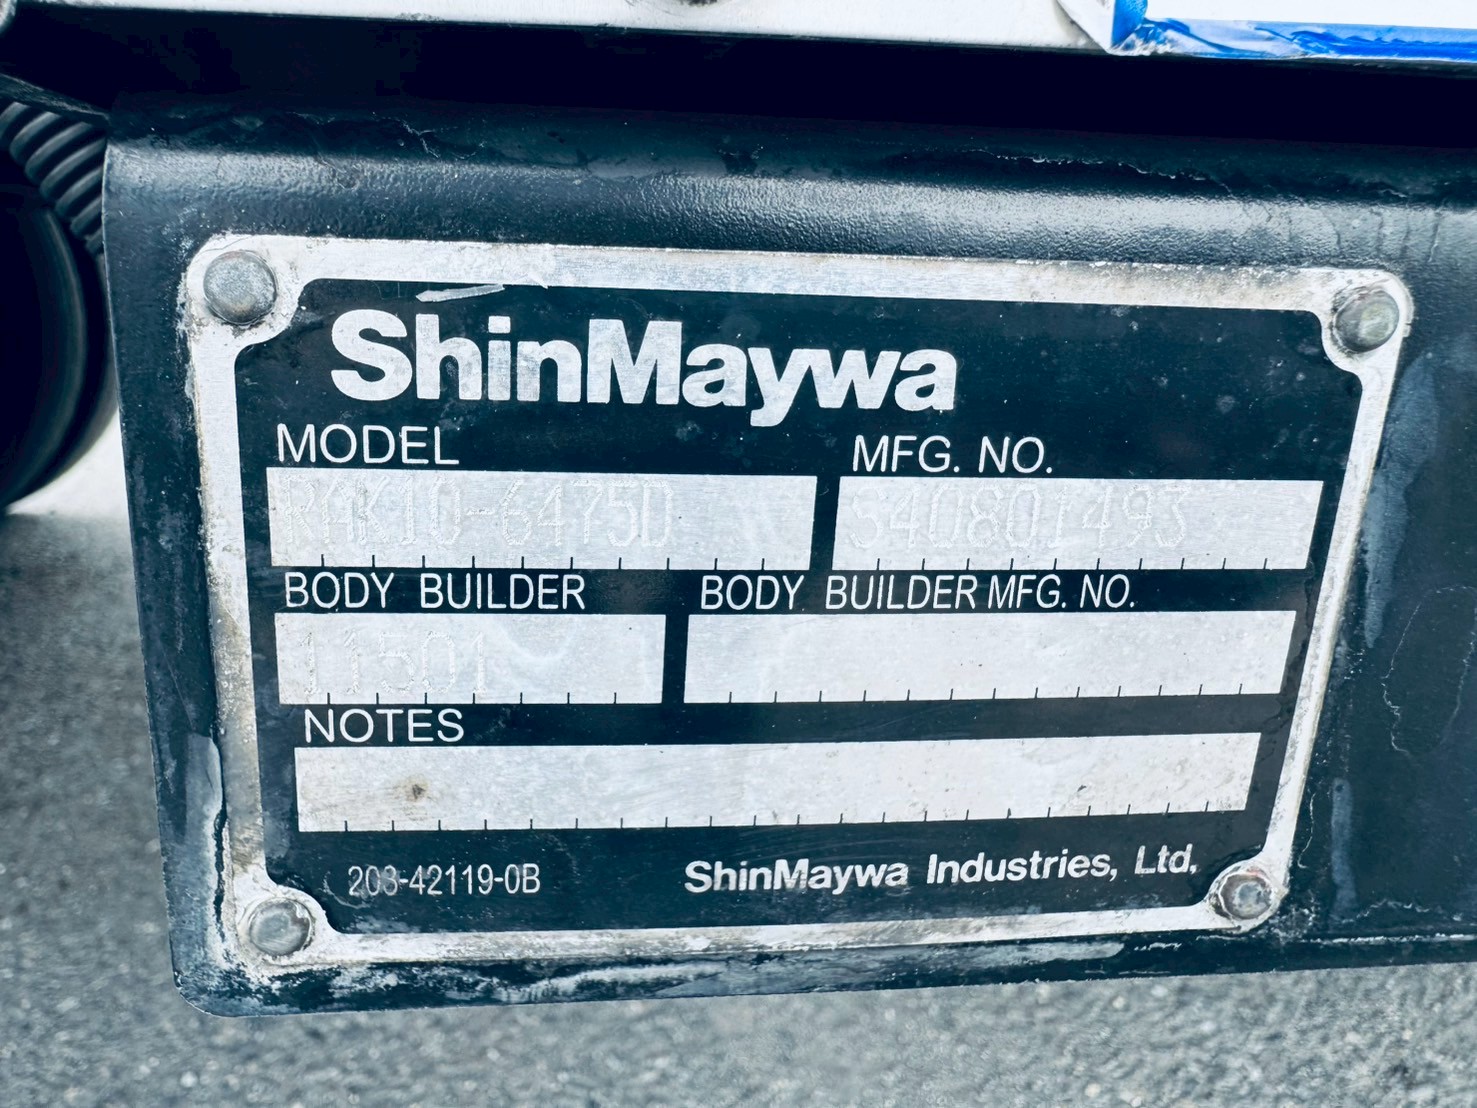 ShinMaywa
MODEL MFG. NO.
RAK10-6475D 540801493
BODY BUILDER BODY BUILDER MFG. NO.
11501
NOTES
203-42119-0B ShinMaywa Industries, Ltd.